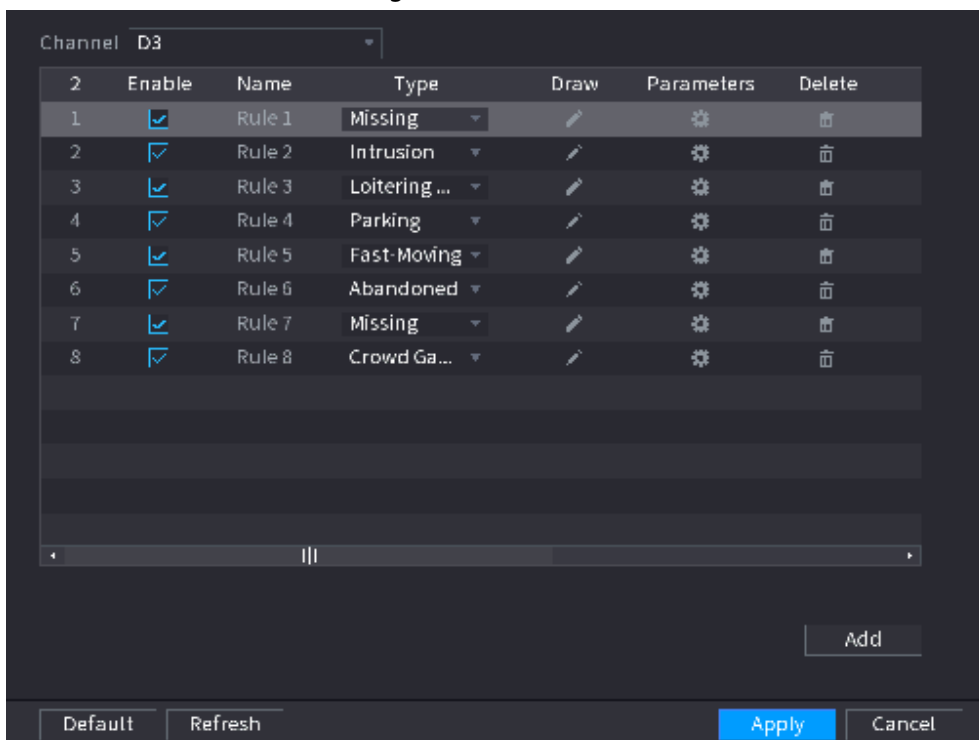 Channel D3
2 Enable Name Type Draw Parameters Delete
1 Rule 1 Missing
2 Rule 2 Intrusion
3 Rule 3 Loitering ...
4 Rule 4 Parking
5 Rule 5 Fast-Moving
6 Rule 6 Abandoned
7 Rule 7 Missing
8 Rule 8 Crowd Ga...
Add
Default Refresh Apply Cancel